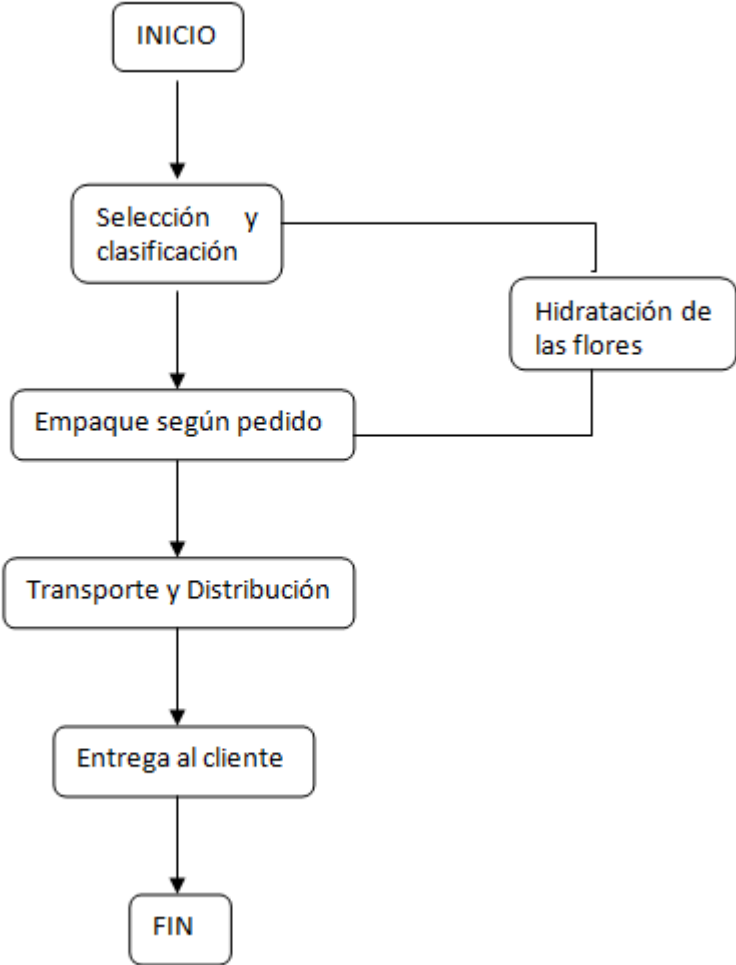 INICIO
Selección y
clasificación
Hidratación de
las flores
Empaque según pedido
Transporte y Distribución
Entrega al cliente
FIN